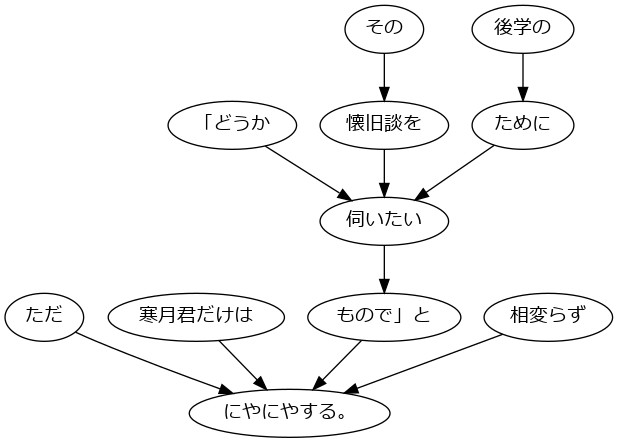 その
後学の
「どうか
懐旧談を
ために
伺いたい
ただ
寒月君だけは
もので」と
相変らず
にやにやする。